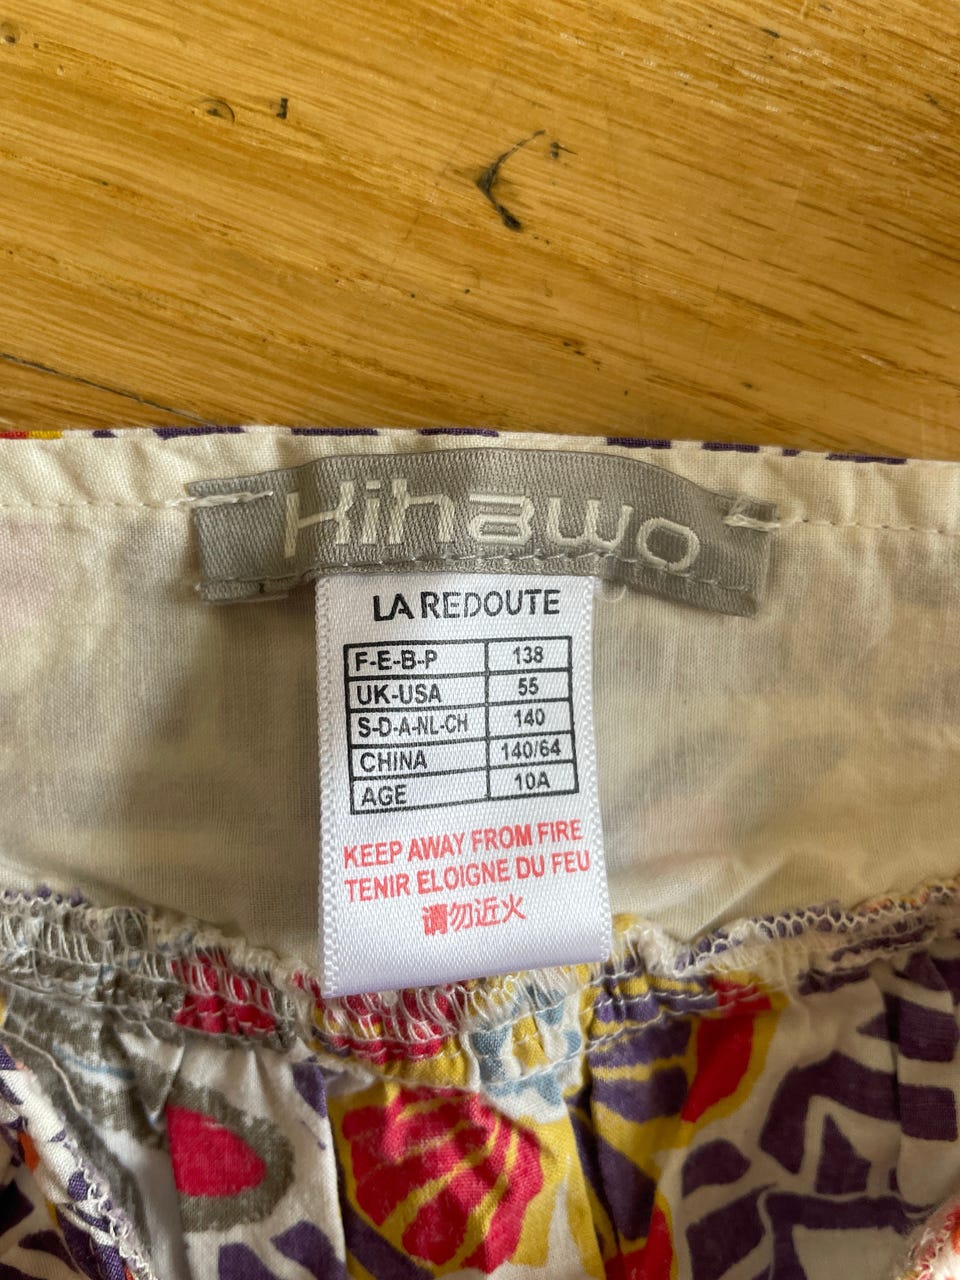 Kihawo
LA REDOUTE
F-E-B-P 138
UK-USA 55
S-D-A-NL-CH 140
CHINA 140/64
AGE 10A
KEEP AWAY FROM FIRE
TENIR ELOIGNE DU FEU
请勿近火